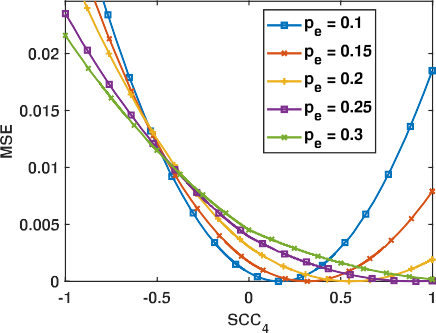 0.02
0.015
0.01
0.005
0
MSE
-1 -0.5 0 0.5 1
SCC4
pe = 0.1
pe = 0.15
pe = 0.2
pe = 0.25
pe = 0.3